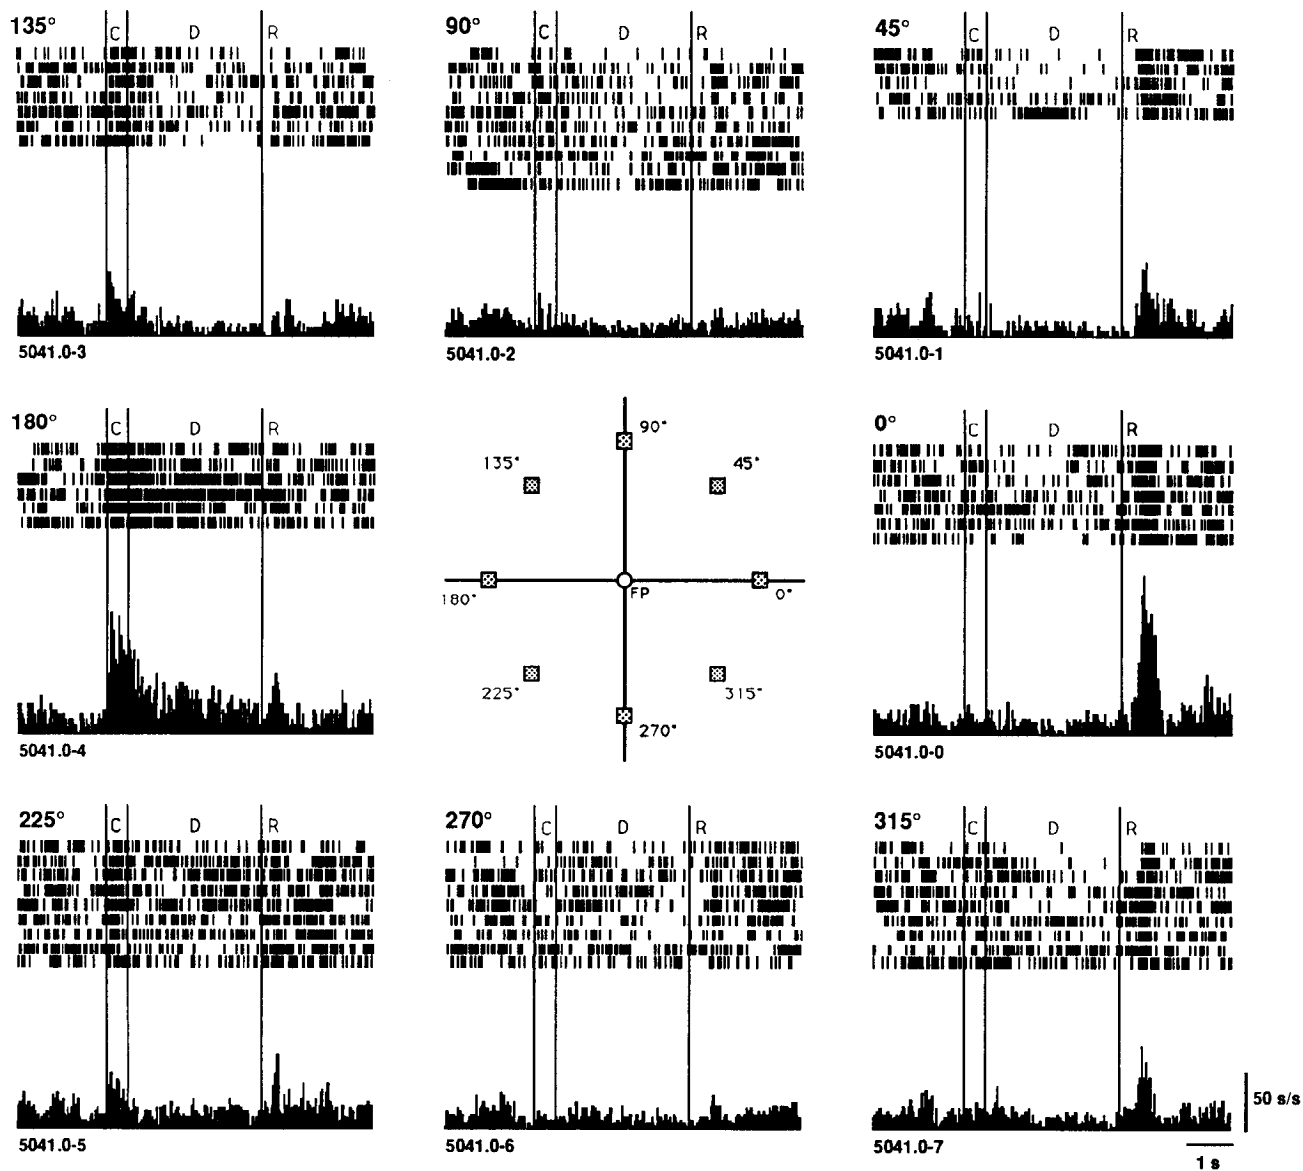 135° C D R
90° C D R
45° C D R
5041.0-3
5041.0-2
5041.0-1
180° C D R
0° C D R
90°
135°
45°
180°
FP
0°
225°
315°
270°
5041.0-4
5041.0-0
225° C D R
270° C D R
315° C D R
50 s/s
5041.0-5
5041.0-6
5041.0-7
1 s